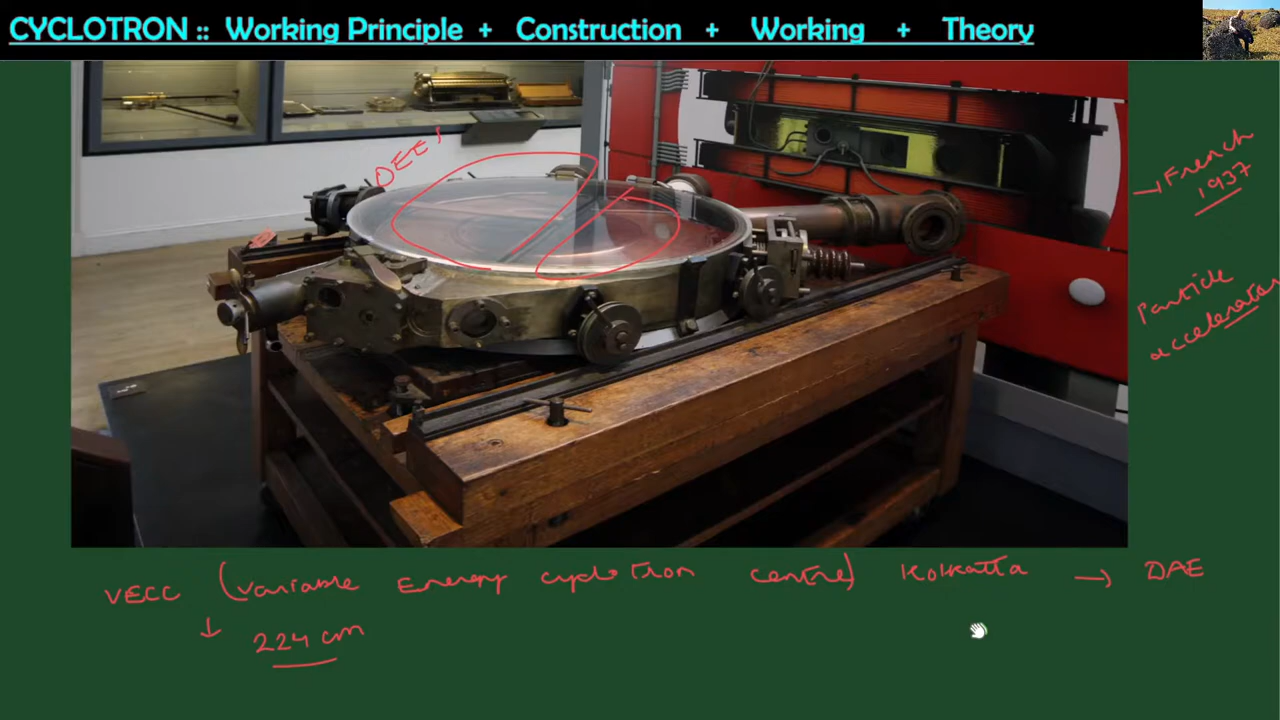 CYCLOTRON :: Working Principle + Construction + Working + Theory
DEES
→ French
1937
Particle
accelerator
VECC (Variable Energy cyclotron centre) Kolkatta → DAE
↓ 224 cm